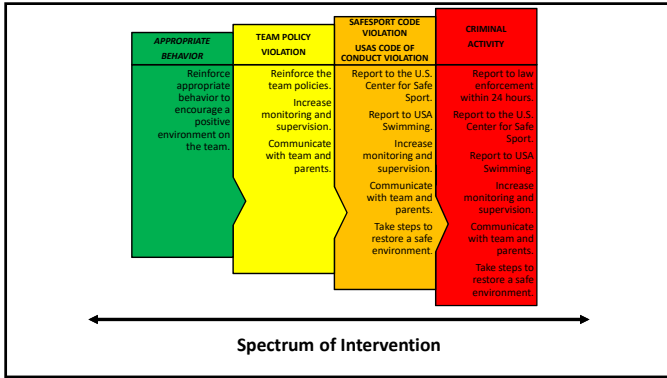 APPROPRIATE
BEHAVIOR
Reinforce
appropriate
behavior to
encourage a
positive
environment on
the team.
TEAM POLICY
VIOLATION
Reinforce the
team policies.
Increase
monitoring and
supervision.
Communicate
with team and
parents.
SAFESPORT CODE
VIOLATION
USAS CODE OF
CONDUCT VIOLATION
Report to the U.S.
Center for Safe
Sport.
Report to USA
Swimming.
Increase
monitoring and
supervision.
Communicate
with team and
parents.
Take steps to
restore a safe
environment.
CRIMINAL
ACTIVITY
Report to law
enforcement
within 24 hours.
Report to the U.S.
Center for Safe
Sport.
Report to USA
Swimming.
Increase
monitoring and
supervision.
Communicate
with team and
parents.
Take steps to
restore a safe
environment.
Spectrum of Intervention